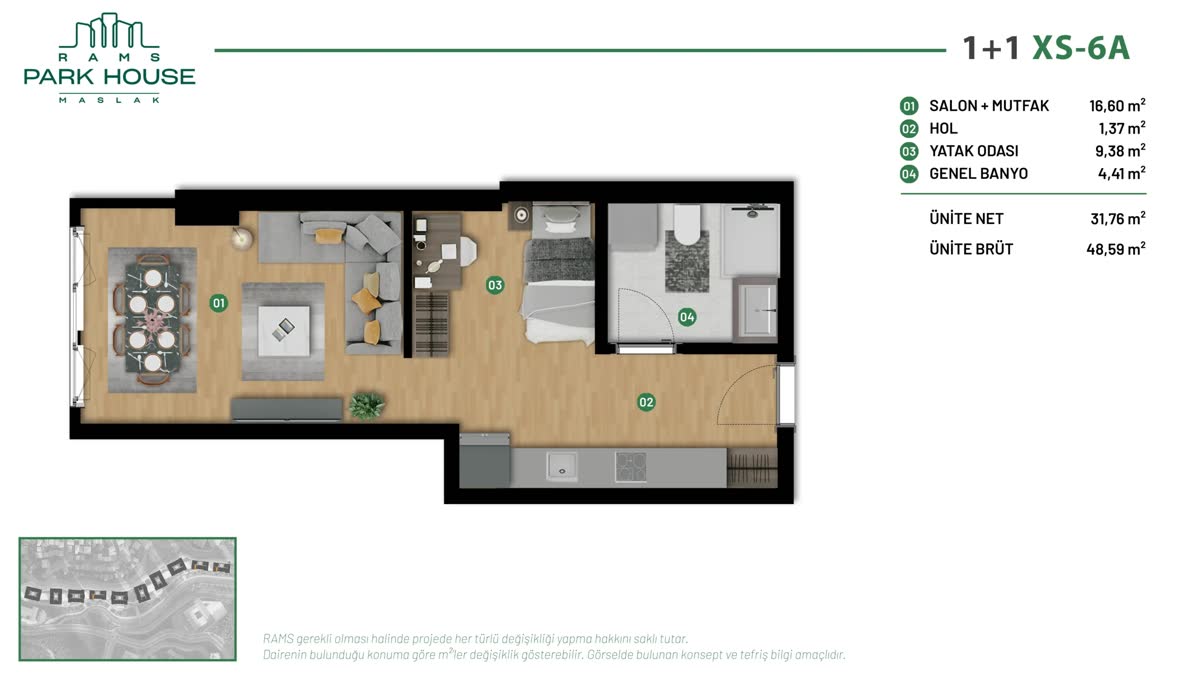 RAMS
PARK HOUSE
MASLAK
1+1 XS-6A
01 SALON + MUTFAK 16,60 m²
02 HOL 1,37 m²
03 YATAK ODASI 9,38 m²
04 GENEL BANYO 4,41 m²
ÜNİTE NET 31,76 m²
ÜNİTE BRÜT 48,59 m²
01
03
04
02
RAMS gerekli olması halinde projede her türlü değişikliği yapma hakkını saklı tutar.
Dairenin bulunduğu konuma göre m²'ler değişiklik gösterebilir. Görselde bulunan konsept ve tefriş bilgi amaçlıdır.